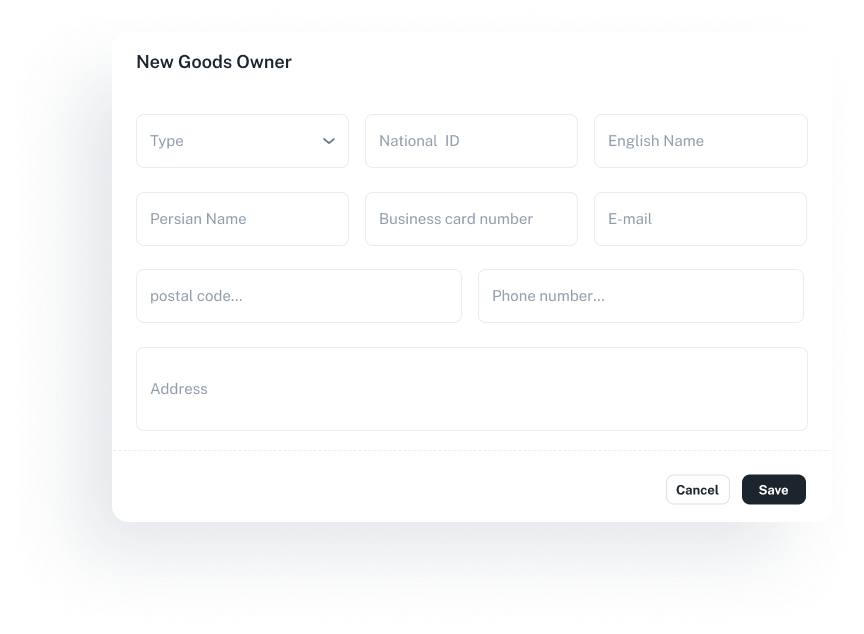 New Goods Owner
Type
National  ID
English Name
Persian Name
Business card number
E-mail
postal code...
Phone number...
Address
Cancel
Save